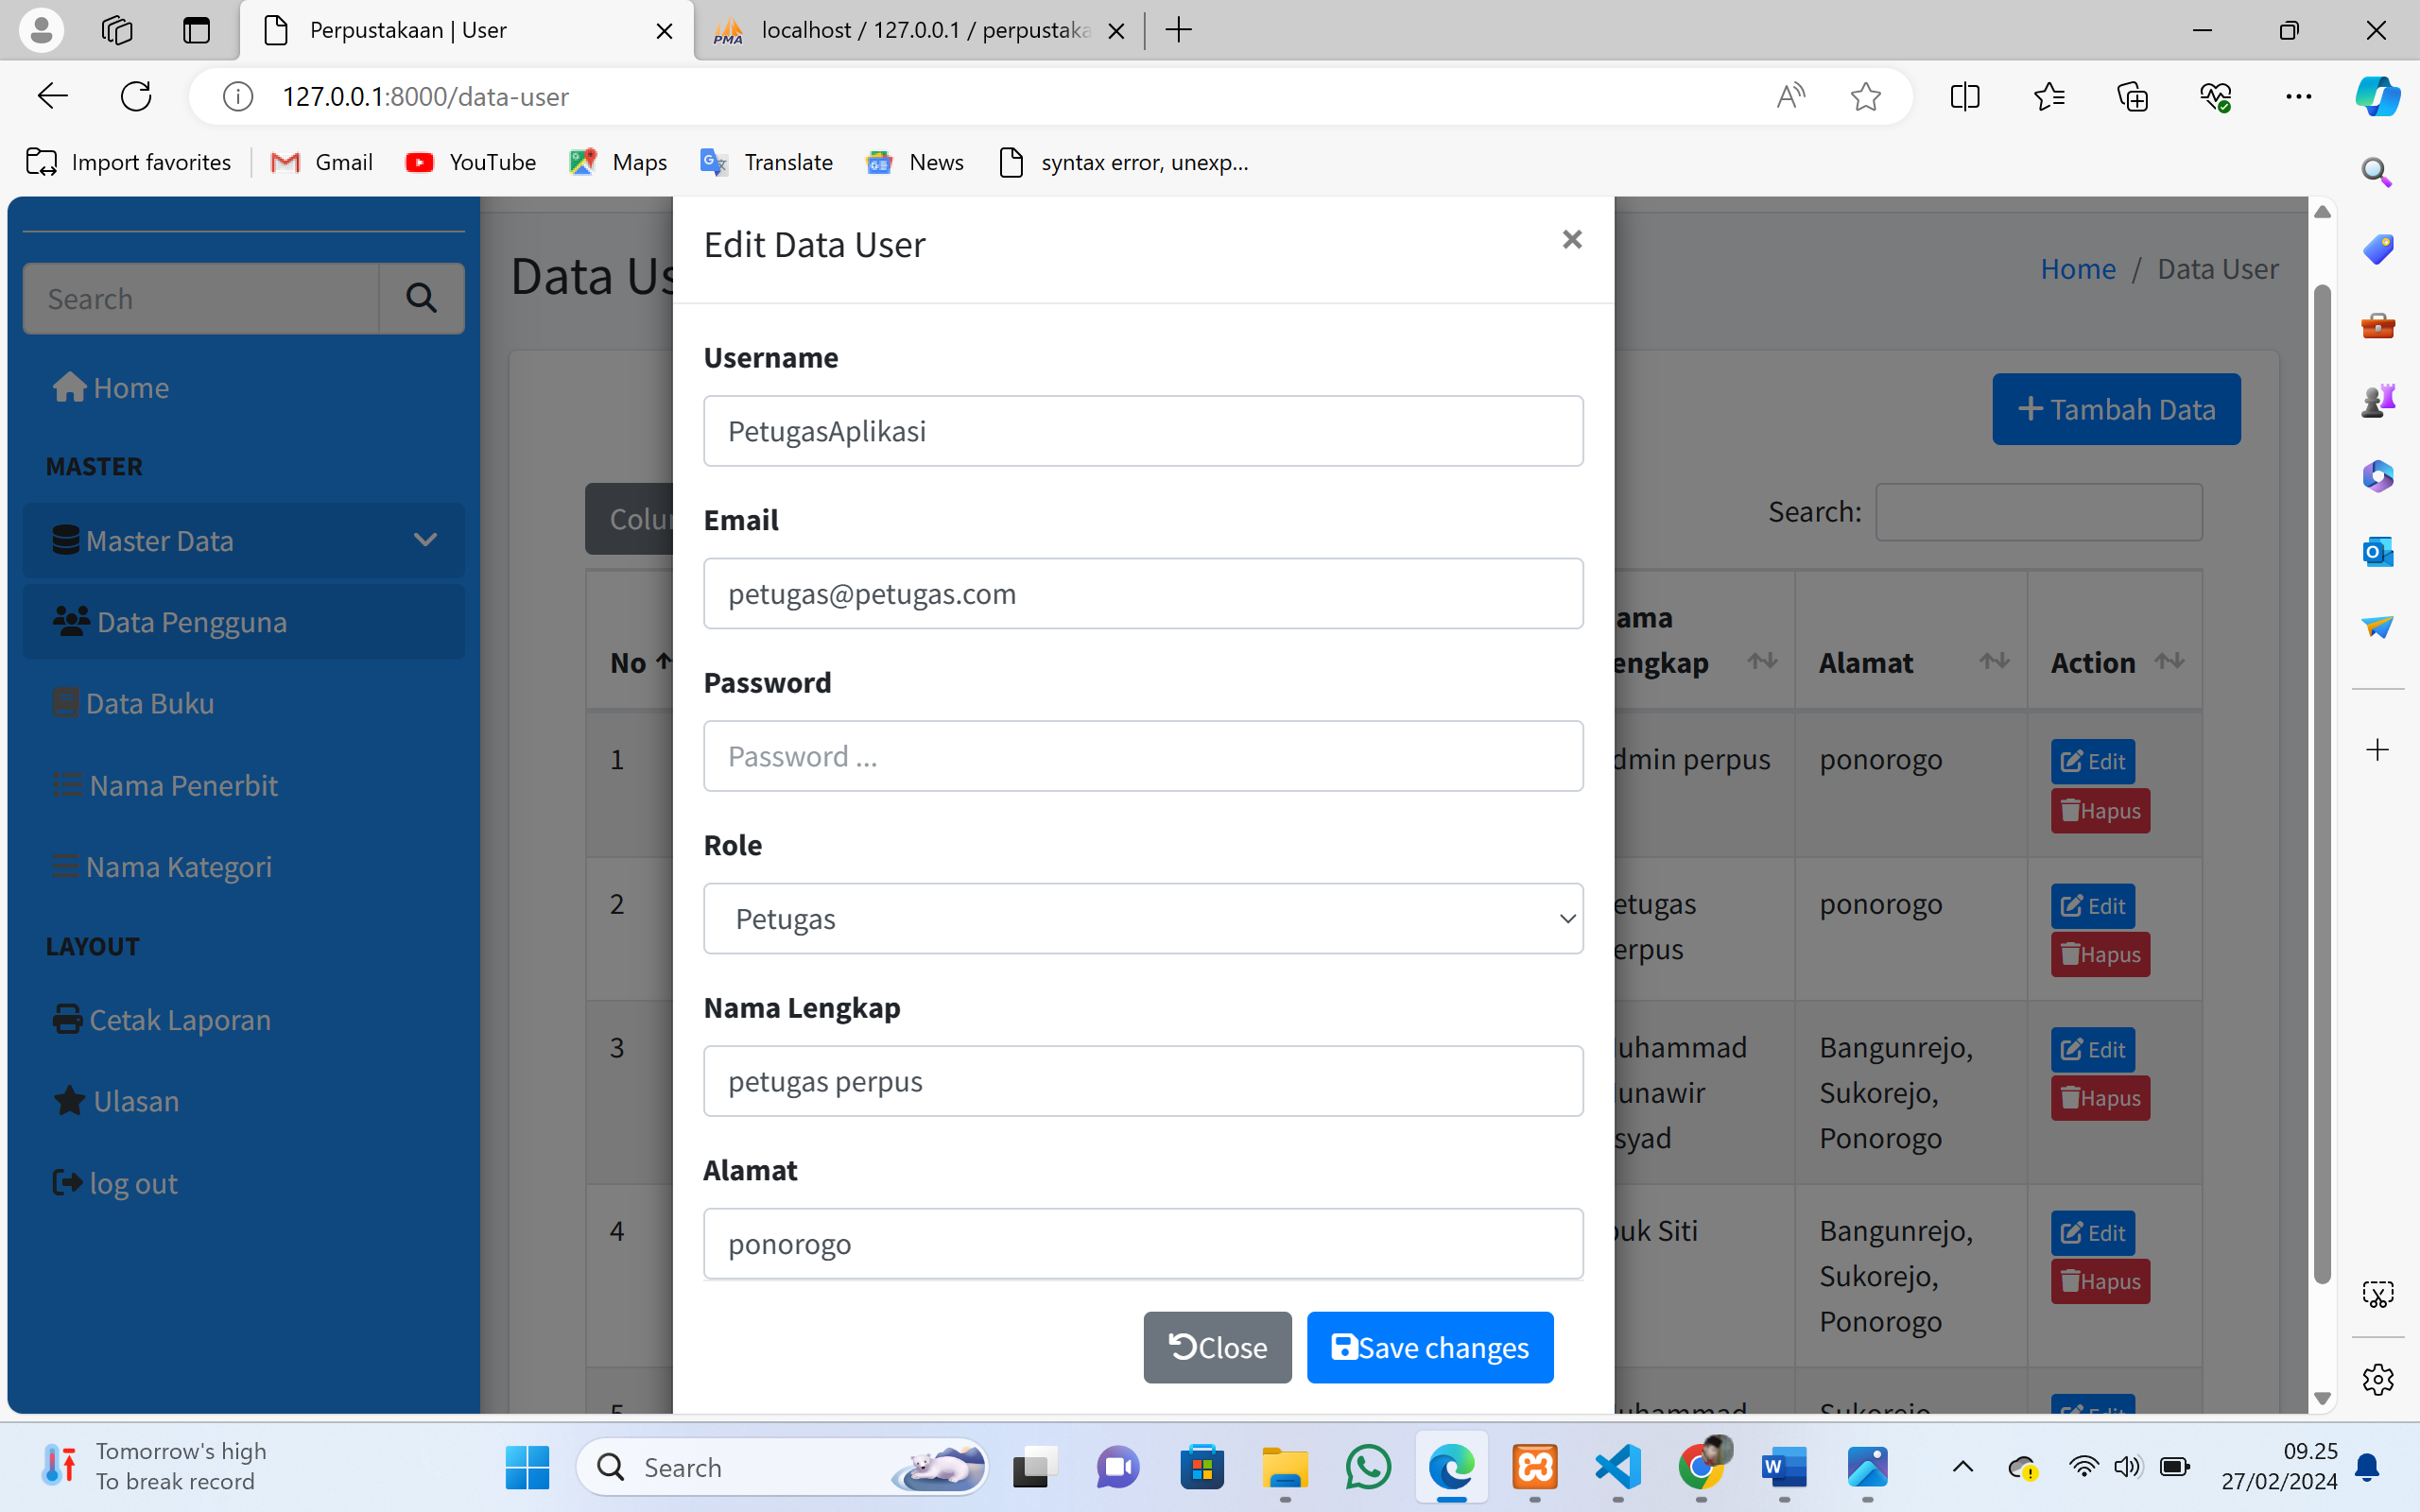 Perpustakaan | User
localhost / 127.0.0.1 / perpustaka
127.0.0.1:8000/data-user
Import favorites
Gmail
YouTube
Maps
Translate
News
syntax error, unexp...
Search
Home
MASTER
Master Data
Data Pengguna
Data Buku
Nama Penerbit
Nama Kategori
LAYOUT
Cetak Laporan
Ulasan
log out
Data Us
Home / Data User
+ Tambah Data
Colu
Search:
No
ama
engkap
Alamat
Action
1
dmin perpus
ponorogo
Edit
Hapus
2
etugas
erpus
ponorogo
Edit
Hapus
3
uhammad
unawir
syad
Bangunrejo,
Sukorejo,
Ponorogo
Edit
Hapus
4
uk Siti
Bangunrejo,
Sukorejo,
Ponorogo
Edit
Hapus
5
uhammad
Sukorejo
Edit
Edit Data User
×
Username
PetugasAplikasi
Email
petugas@petugas.com
Password
Password ...
Role
Petugas
Nama Lengkap
petugas perpus
Alamat
ponorogo
Close
Save changes
Tomorrow's high
To break record
Search
09.25
27/02/2024